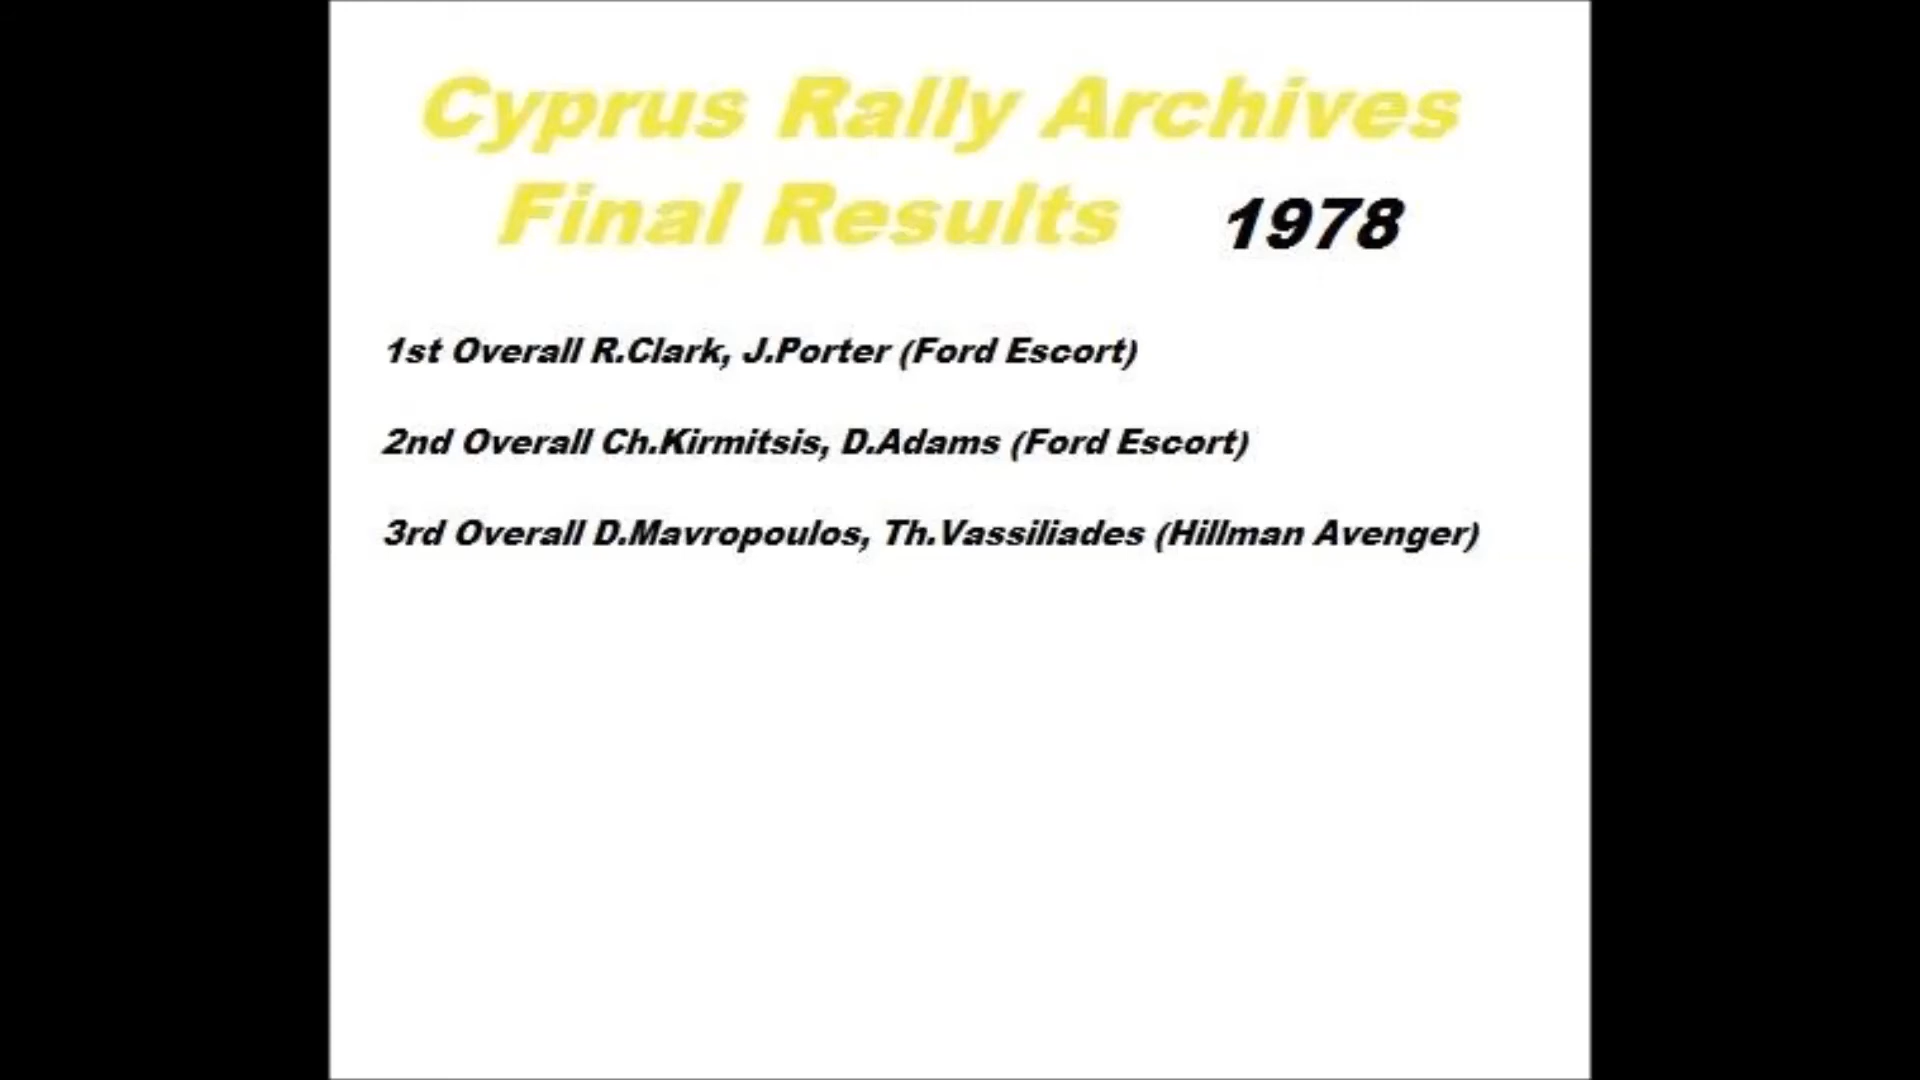 Cyprus Rally Archives
Final Results 1978
1st Overall R.Clark, J.Porter (Ford Escort)
2nd Overall Ch.Kirmitsis, D.Adams (Ford Escort)
3rd Overall D.Mavropoulos, Th.Vassiliades (Hillman Avenger)